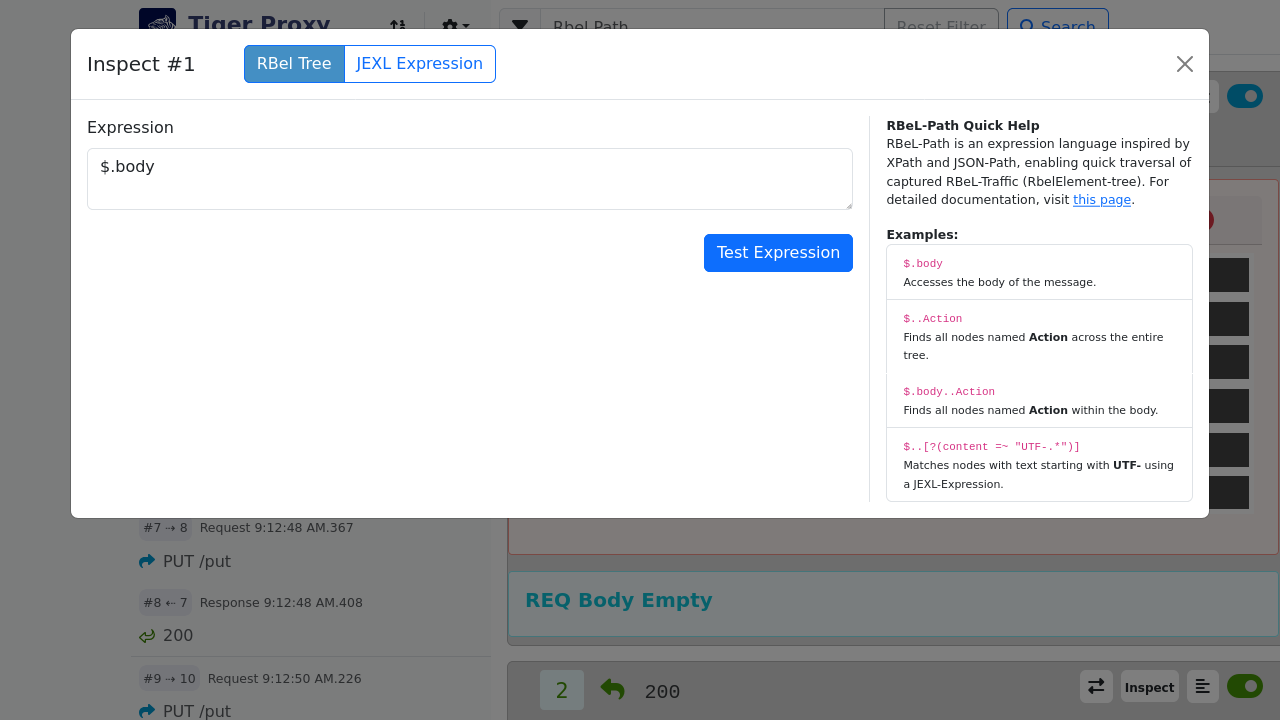 Tiger Proxy
Rbel Path
Reset Filter
Search
Inspect #1
RBel Tree
JEXL Expression
Expression
$.body
Test Expression
RBeL-Path Quick Help
RBeL-Path is an expression language inspired by
XPath and JSON-Path, enabling quick traversal of
captured RBeL-Traffic (RbelElement-tree). For
detailed documentation, visit this page.
Examples:
$.body
Accesses the body of the message.
$..Action
Finds all nodes named Action across the entire
tree.
$.body..Action
Finds all nodes named Action within the body.
$..[?(content =~ "UTF-.*")]
Matches nodes with text starting with UTF- using
a JEXL-Expression.
#7 ⇢ 8 Request 9:12:48 AM.367
PUT /put
#8 ⇠ 7 Response 9:12:48 AM.408
200
#9 ⇢ 10 Request 9:12:50 AM.226
PUT /put
REQ Body Empty
2
200
Inspect